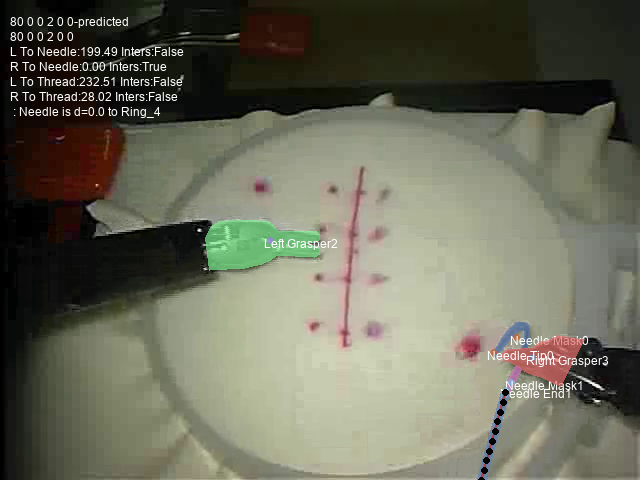 80 0 0 2 0 0-predicted
80 0 0 2 0 0
L To Needle:199.49 Inters:False
R To Needle:0.00 Inters:True
L To Thread:232.51 Inters:False
R To Thread:28.02 Inters:False
: Needle is d=0.0 to Ring_4
Left Grasper2
Needle Mask0
Needle Tip0
Right Grasper3
Needle Mask1
eedle End1